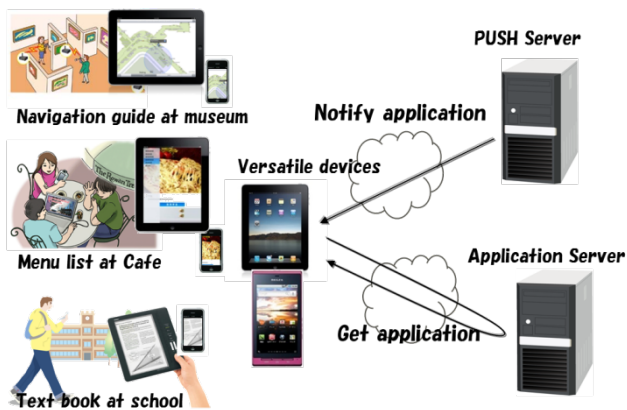 PUSH Server
Notify application
Navigation guide at museum
Versatile devices
Menu list at Cafe
Application Server
Get application
Text book at school